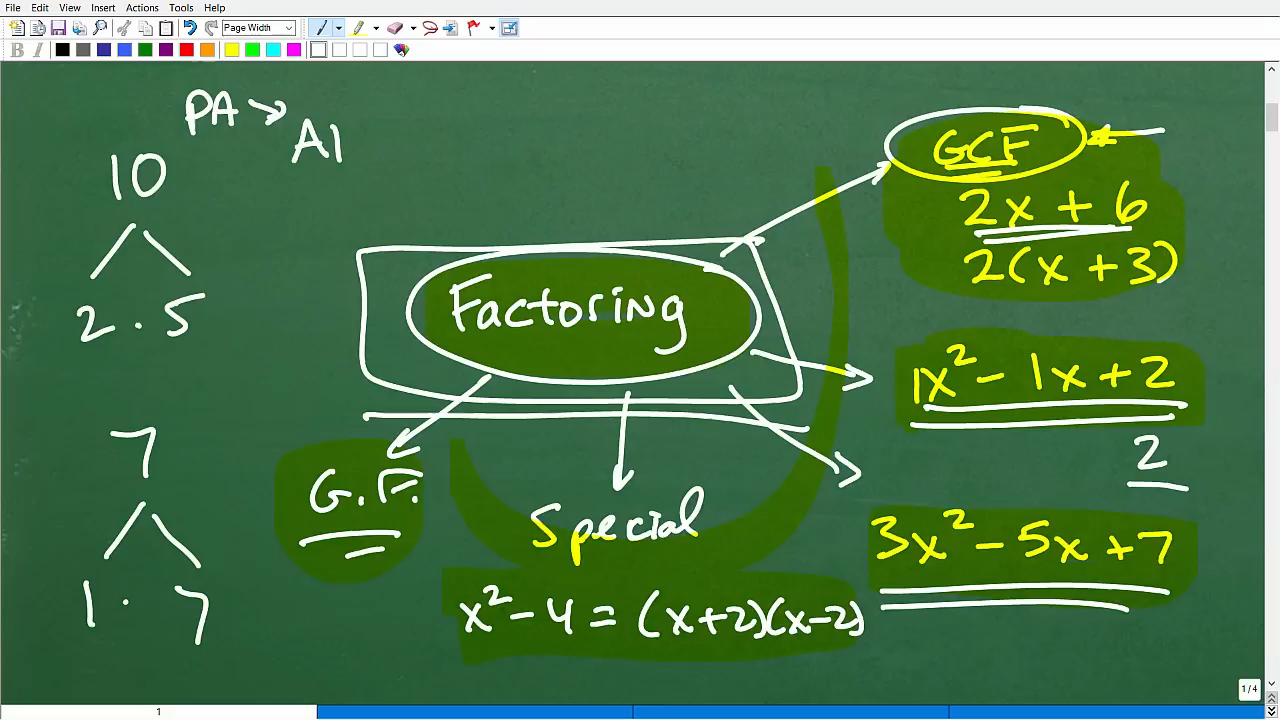 File Edit View Insert Actions Tools Help
Page Width
B I
PA → A1
10
2 · 5
7
1 · 7
Factoring
GCF
2x + 6
2(x + 3)
1x² - 1x + 2
2
3x² - 5x + 7
G.F.
Special
x² - 4 = (x+2)(x-2)
1/4
1